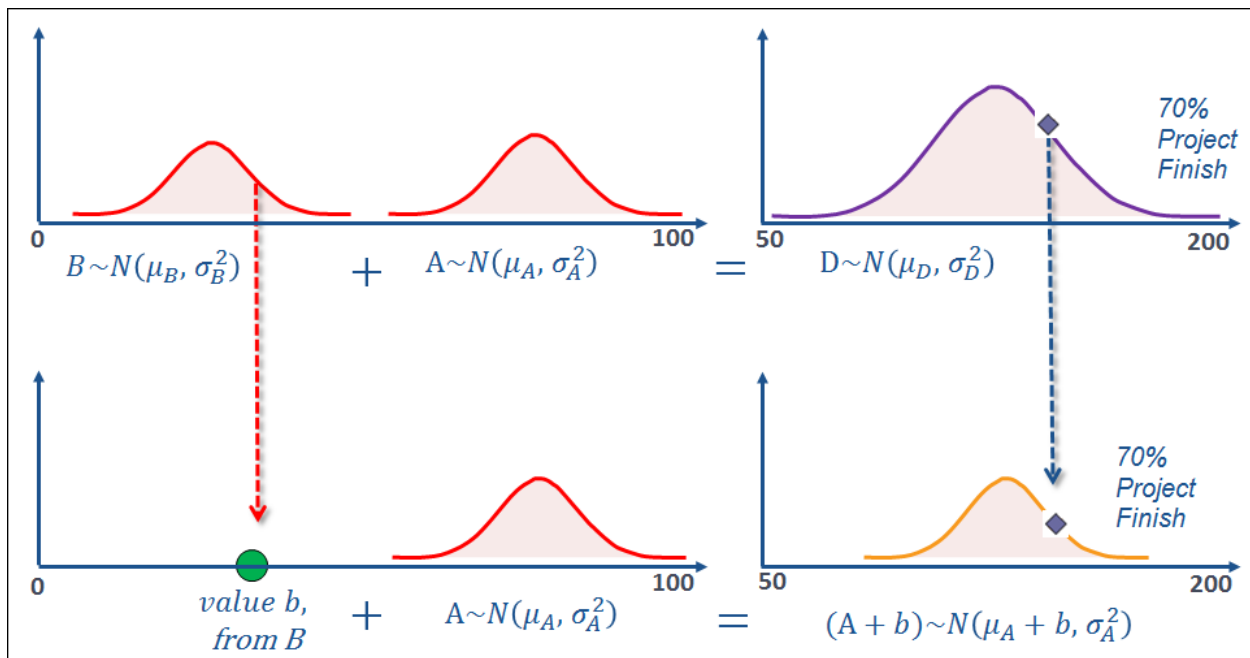 70%
Project
Finish
0
100
50
200
B~N(μ_B, σ_B^2) + A~N(μ_A, σ_A^2) = D~N(μ_D, σ_D^2)
70%
Project
Finish
0
100
50
200
value b,
from B
+ A~N(μ_A, σ_A^2) = (A + b)~N(μ_A + b, σ_A^2)